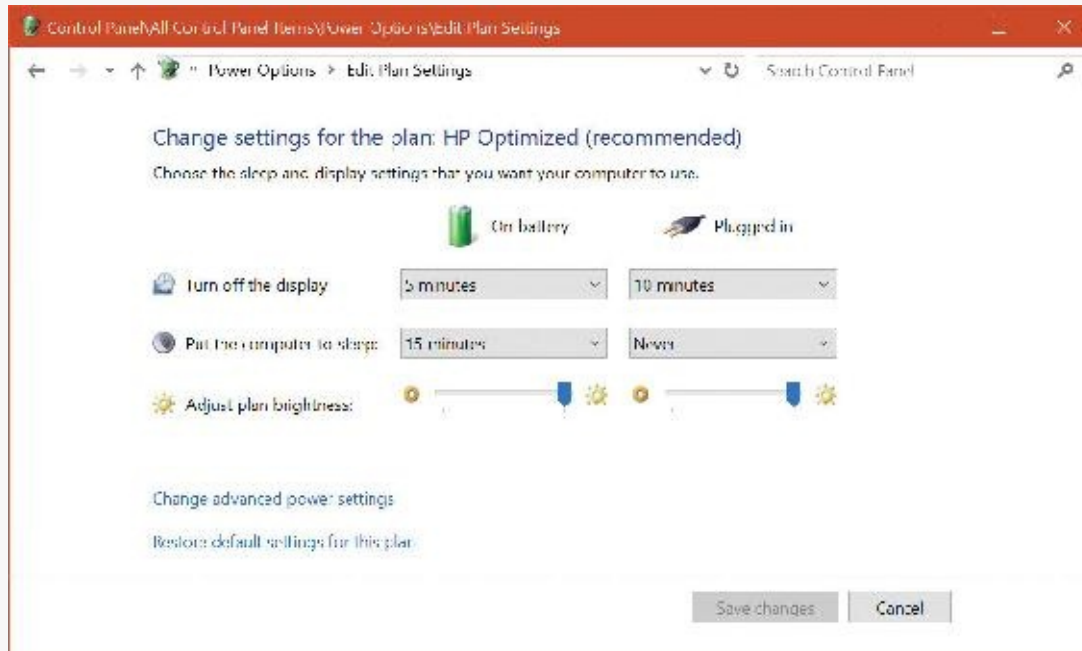 Control Panel\All Control Panel Items\Power Options\Edit Plan Settings
Power Options > Edit Plan Settings
Search Control Panel
Change settings for the plan: HP Optimized (recommended)
Choose the sleep and display settings that you want your computer to use.
On battery
Plugged in
Turn off the display
5 minutes
10 minutes
Put the computer to sleep:
15 minutes
Never
Adjust plan brightness:
Change advanced power settings
Restore default settings for this plan
Save changes
Cancel